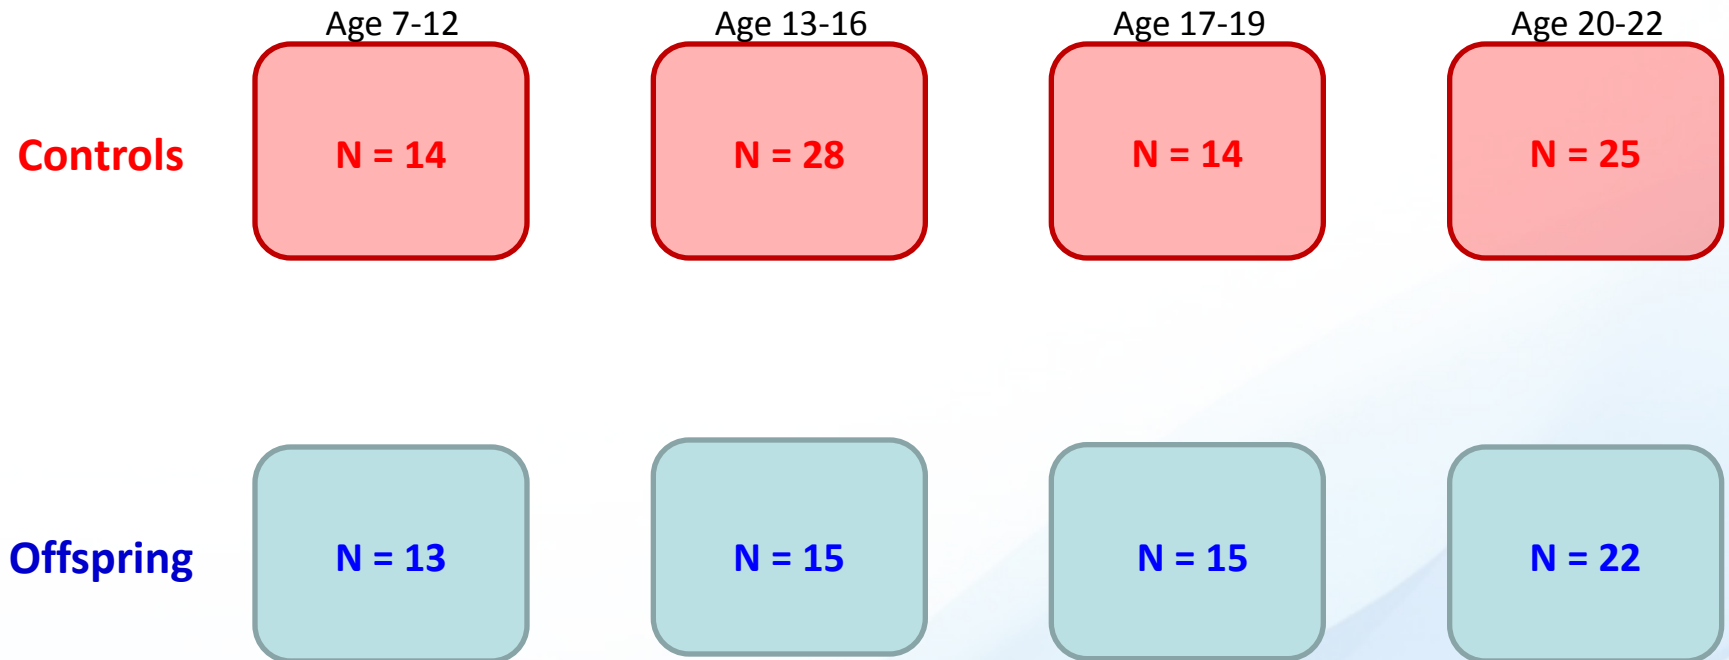 Age 7-12
Age 13-16
Age 17-19
Age 20-22
Controls
N = 14
N = 28
N = 14
N = 25
Offspring
N = 13
N = 15
N = 15
N = 22